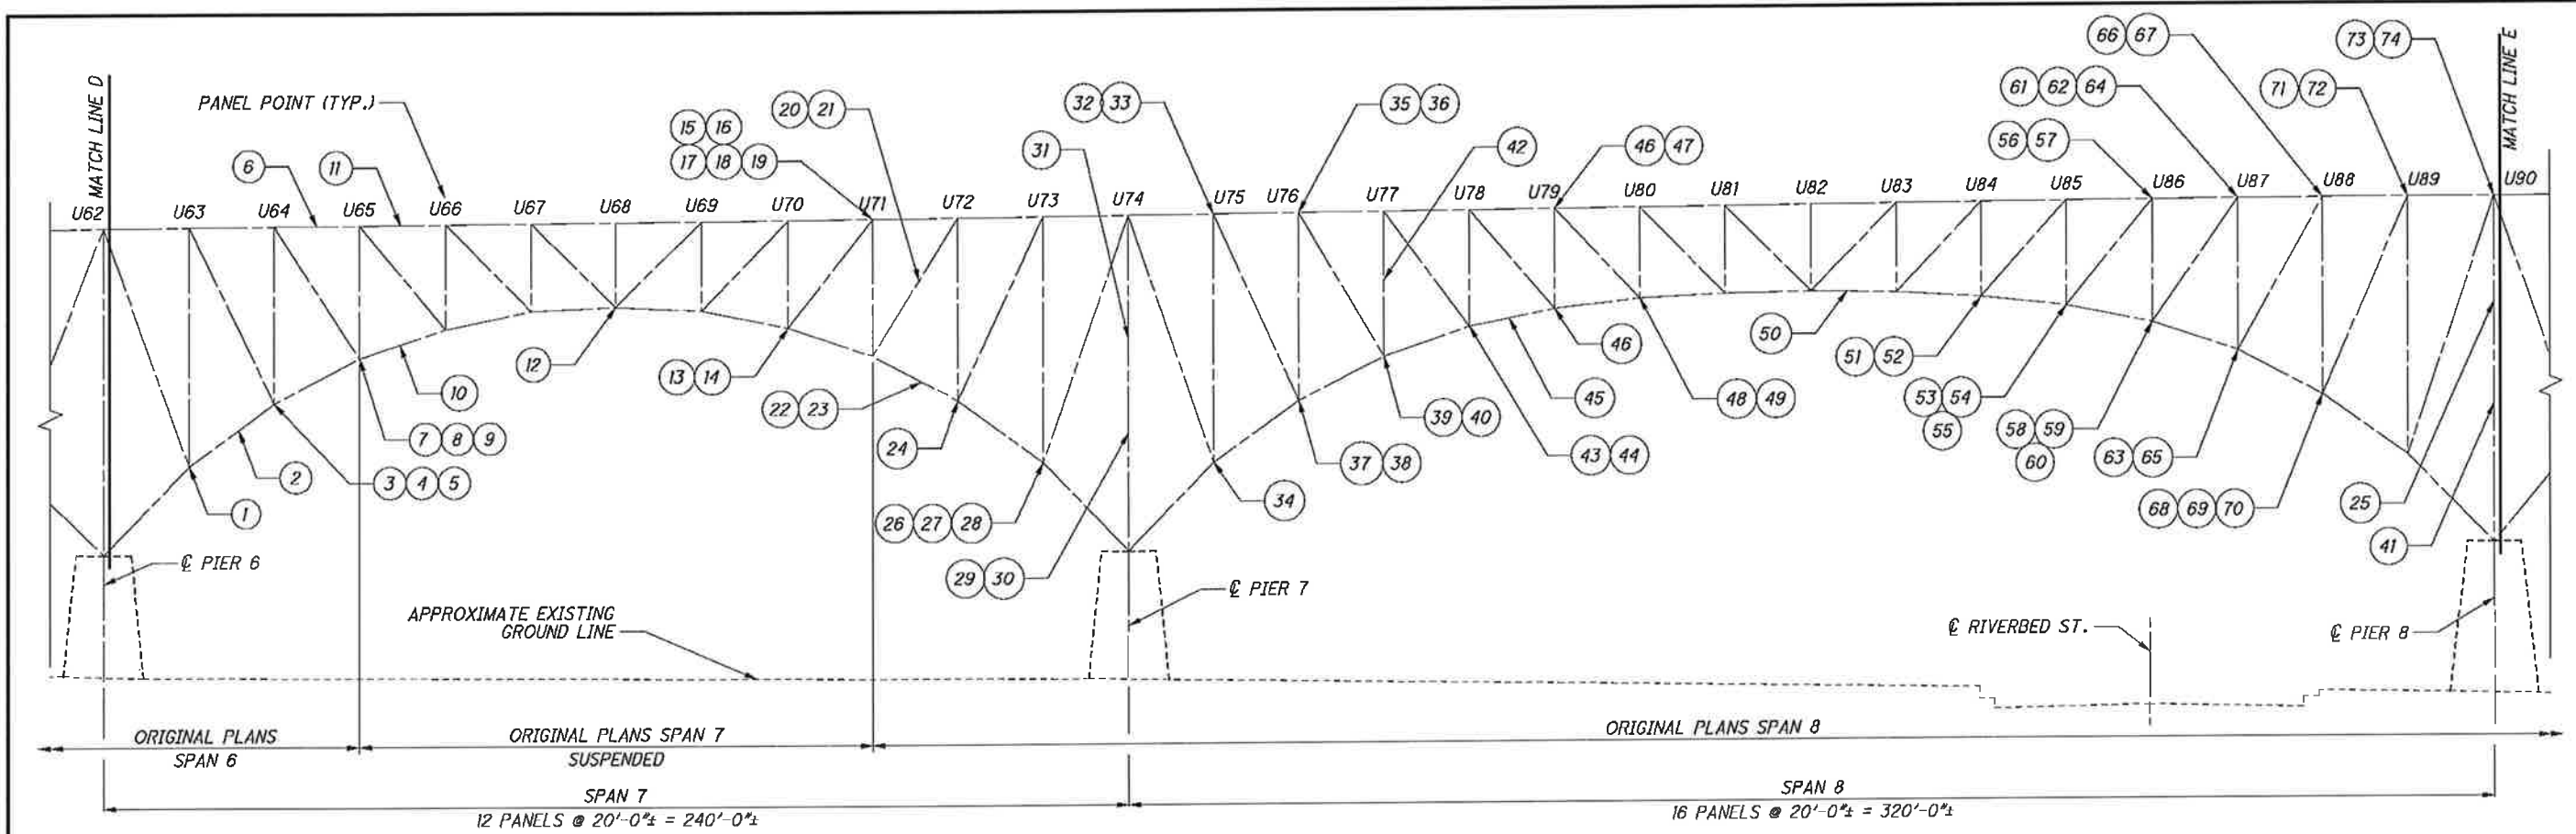 MATCH LINE D
MATCH LINE E
PANEL POINT (TYP.)
66 67
73 74
61 62 64
71 72
32 33
35 36
20 21
15 16
17 18 19
56 57
6
11
31
42
46 47
U62 U63 U64 U65 U66 U67 U68 U69 U70 U71 U72 U73 U74 U75 U76 U77 U78 U79 U80 U81 U82 U83 U84 U85 U86 U87 U88 U89 U90
50
46
51 52
12
13 14
10
22 23
39 40
45
48 49
53 54
55
7 8 9
24
58 59
60
2
3 4 5
37 38
43 44
63 65
1
34
25
68 69 70
26 27 28
41
29 30
℄ PIER 6
℄ PIER 7
APPROXIMATE EXISTING
GROUND LINE
℄ RIVERBED ST.
℄ PIER 8
ORIGINAL PLANS
SPAN 6
ORIGINAL PLANS SPAN 7
SUSPENDED
ORIGINAL PLANS SPAN 8
SPAN 7
12 PANELS @ 20'-0"± = 240'-0"±
SPAN 8
16 PANELS @ 20'-0"± = 320'-0"±